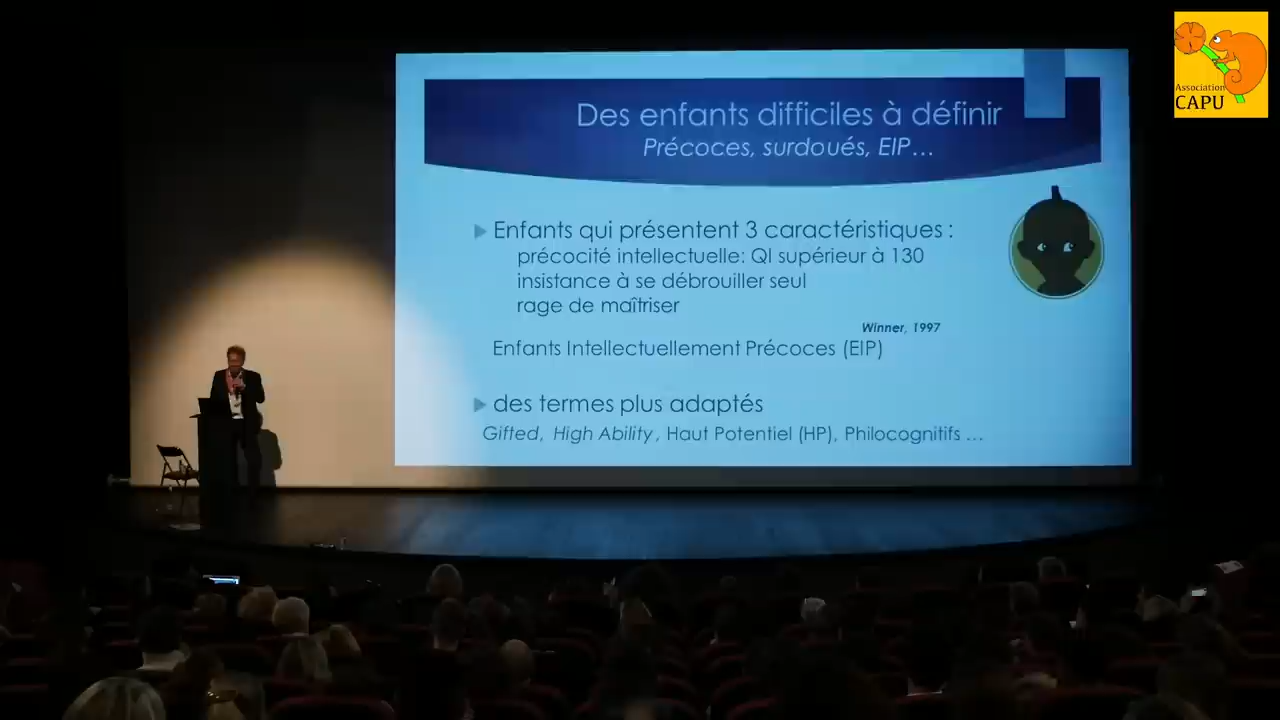 Des enfants difficiles à définir
Précoces, surdoués, EIP...
Enfants qui présentent 3 caractéristiques :
précocité intellectuelle: QI supérieur à 130
insistance à se débrouiller seul
rage de maîtriser
Winner, 1997
Enfants Intellectuellement Précoces (EIP)
des termes plus adaptés
Gifted, High Ability, Haut Potentiel (HP), Philocognitifs ...
Association
CAPU